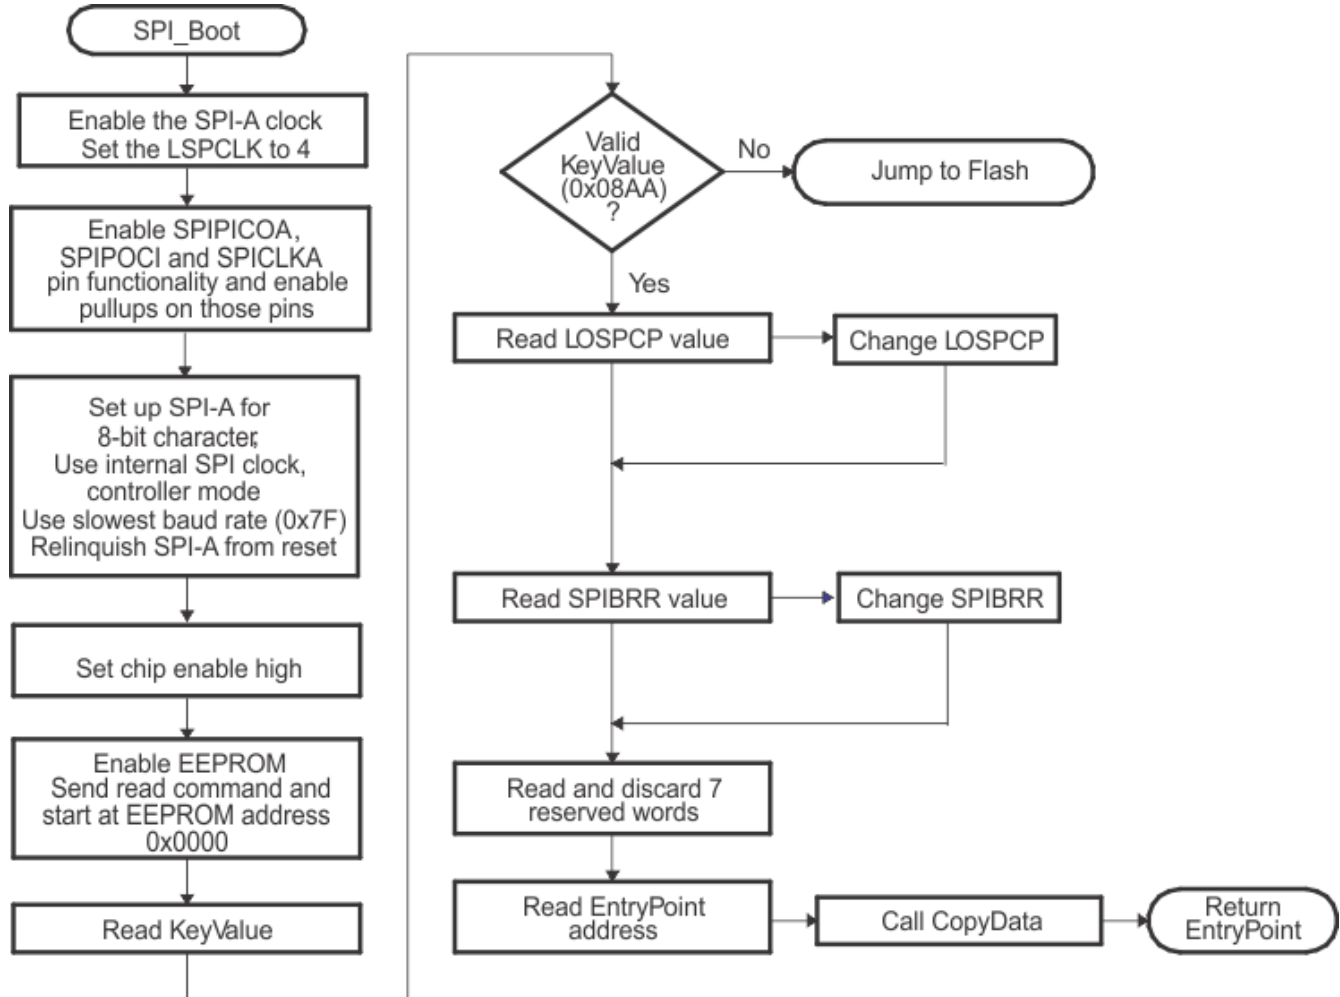 SPI_Boot
Enable the SPI-A clock
Set the LSPCLK to 4
Enable SPIPICOA,
SPIPOCI and SPICLKA
pin functionality and enable
pullups on those pins
Set up SPI-A for
8-bit character,
Use internal SPI clock,
controller mode
Use slowest baud rate (0x7F)
Relinquish SPI-A from reset
Set chip enable high
Enable EEPROM
Send read command and
start at EEPROM address
0x0000
Read KeyValue
Valid
KeyValue
(0x08AA)
?
No
Jump to Flash
Yes
Read LOSPCP value
Change LOSPCP
Read SPIBRR value
Change SPIBRR
Read and discard 7
reserved words
Read EntryPoint
address
Call CopyData
Return
EntryPoint